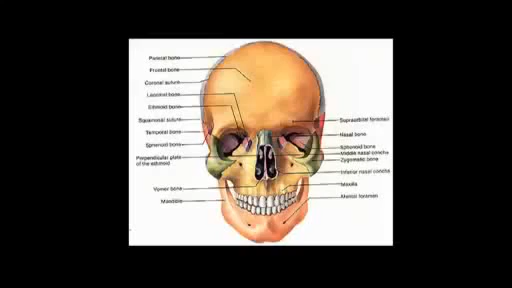 Parietal bone
Frontal bone
Coronal suture
Lacrimal bone
Ethmoid bone
Squamosal suture
Temporal bone
Sphenoid bone
Perpendicular plate
of the ethmoid
Vomer bone
Mandible
Supraorbital foramen
Nasal bone
Sphenoid bone
Middle nasal concha
Zygomatic bone
Inferior nasal concha
Maxilla
Mental foramen